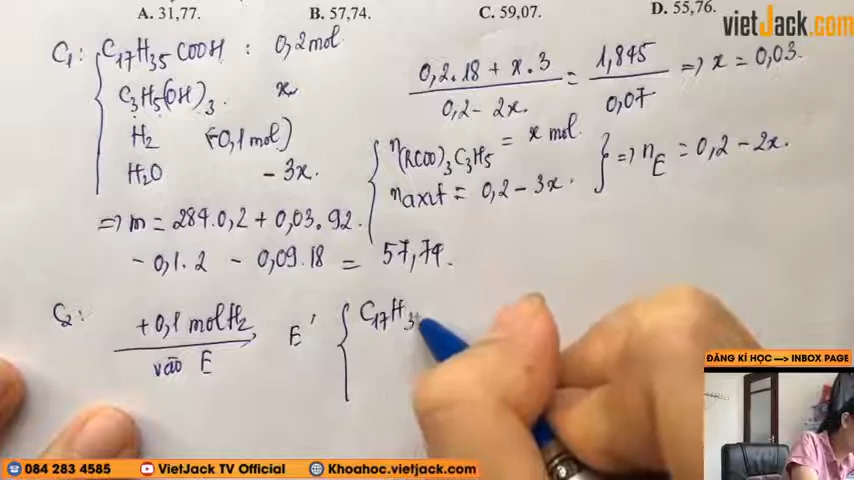 A. 31,77. B. 57,74. C. 59,07. D. 55,76.
vietJack.com
C₁: C₁₇H₃₅COOH : 0,2 mol
C₃H₅(OH)₃. x
H₂ (-0,1 mol)
H₂O - 3x.
(0,2.18 + x.3)/(0,2 - 2x.) = 1,845/0,07 => x = 0,03.
n(RCOO)₃C₃H₅ = x mol.
n axit = 0,2 - 3x.
=> n_E = 0,2 - 2x.
=> m = 284.0,2 + 0,03.92.
- 0,1.2 - 0,09.18 = 57,74.
C₂: + 0,1 mol H₂
vào E
E'
C₁₇H₃
ĐĂNG KÍ HỌC —> INBOX PAGE
084 283 4585 VietJack TV Official Khoahoc.vietjack.com